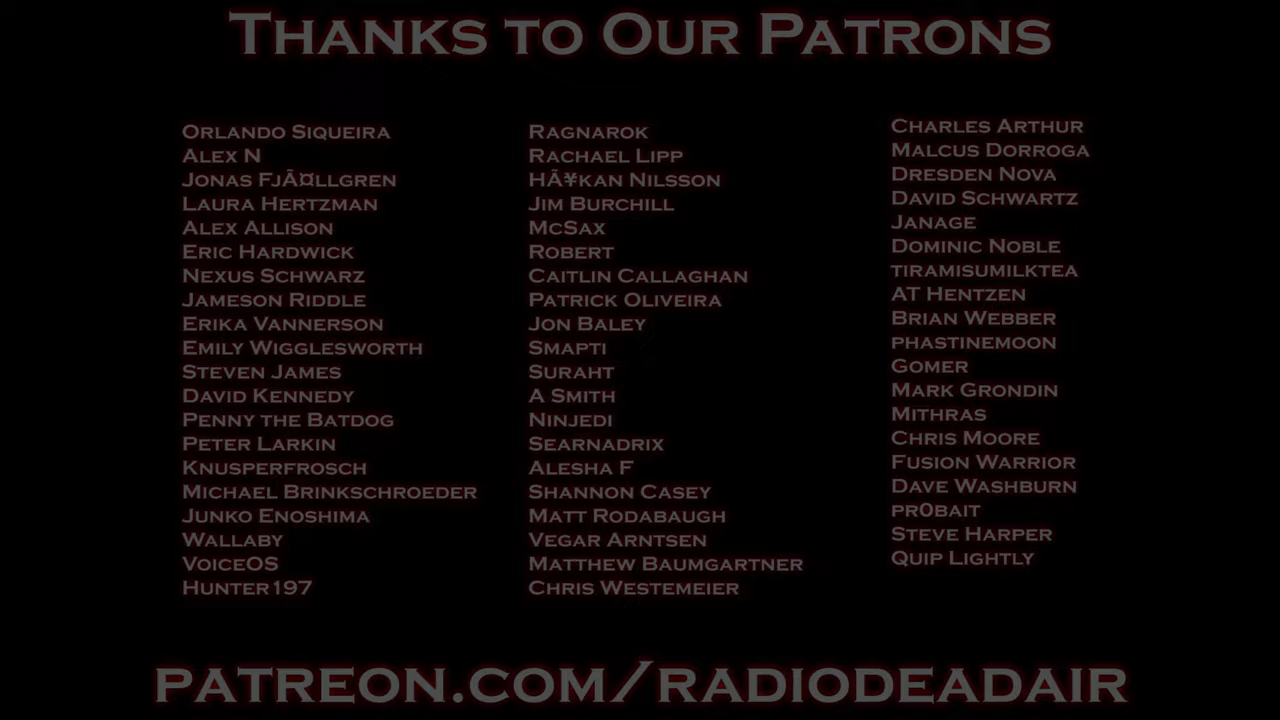 Thanks to Our Patrons
Orlando Siqueira
Alex N
Jonas FjÃ¤llgren
Laura Hertzman
Alex Allison
Eric Hardwick
Nexus Schwarz
Jameson Riddle
Erika Vannerson
Emily Wigglesworth
Steven James
David Kennedy
Penny the Batdog
Peter Larkin
Knusperfrosch
Michael Brinkschroeder
Junko Enoshima
Wallaby
VoiceOS
Hunter197
Ragnarok
Rachael Lipp
HÃ¥kan Nilsson
Jim Burchill
McSax
Robert
Caitlin Callaghan
Patrick Oliveira
Jon Baley
Smapti
Suraht
A Smith
Ninjedi
Searnadrix
Alesha F
Shannon Casey
Matt Rodabaugh
Vegar Arntsen
Matthew Baumgartner
Chris Westemeier
Charles Arthur
Malcus Dorroga
Dresden Nova
David Schwartz
Janage
Dominic Noble
tiramisumilktea
AT Hentzen
Brian Webber
phastinemoon
Gomer
Mark Grondin
Mithras
Chris Moore
Fusion Warrior
Dave Washburn
pr0bait
Steve Harper
Quip Lightly
patreon.com/radiodeadair